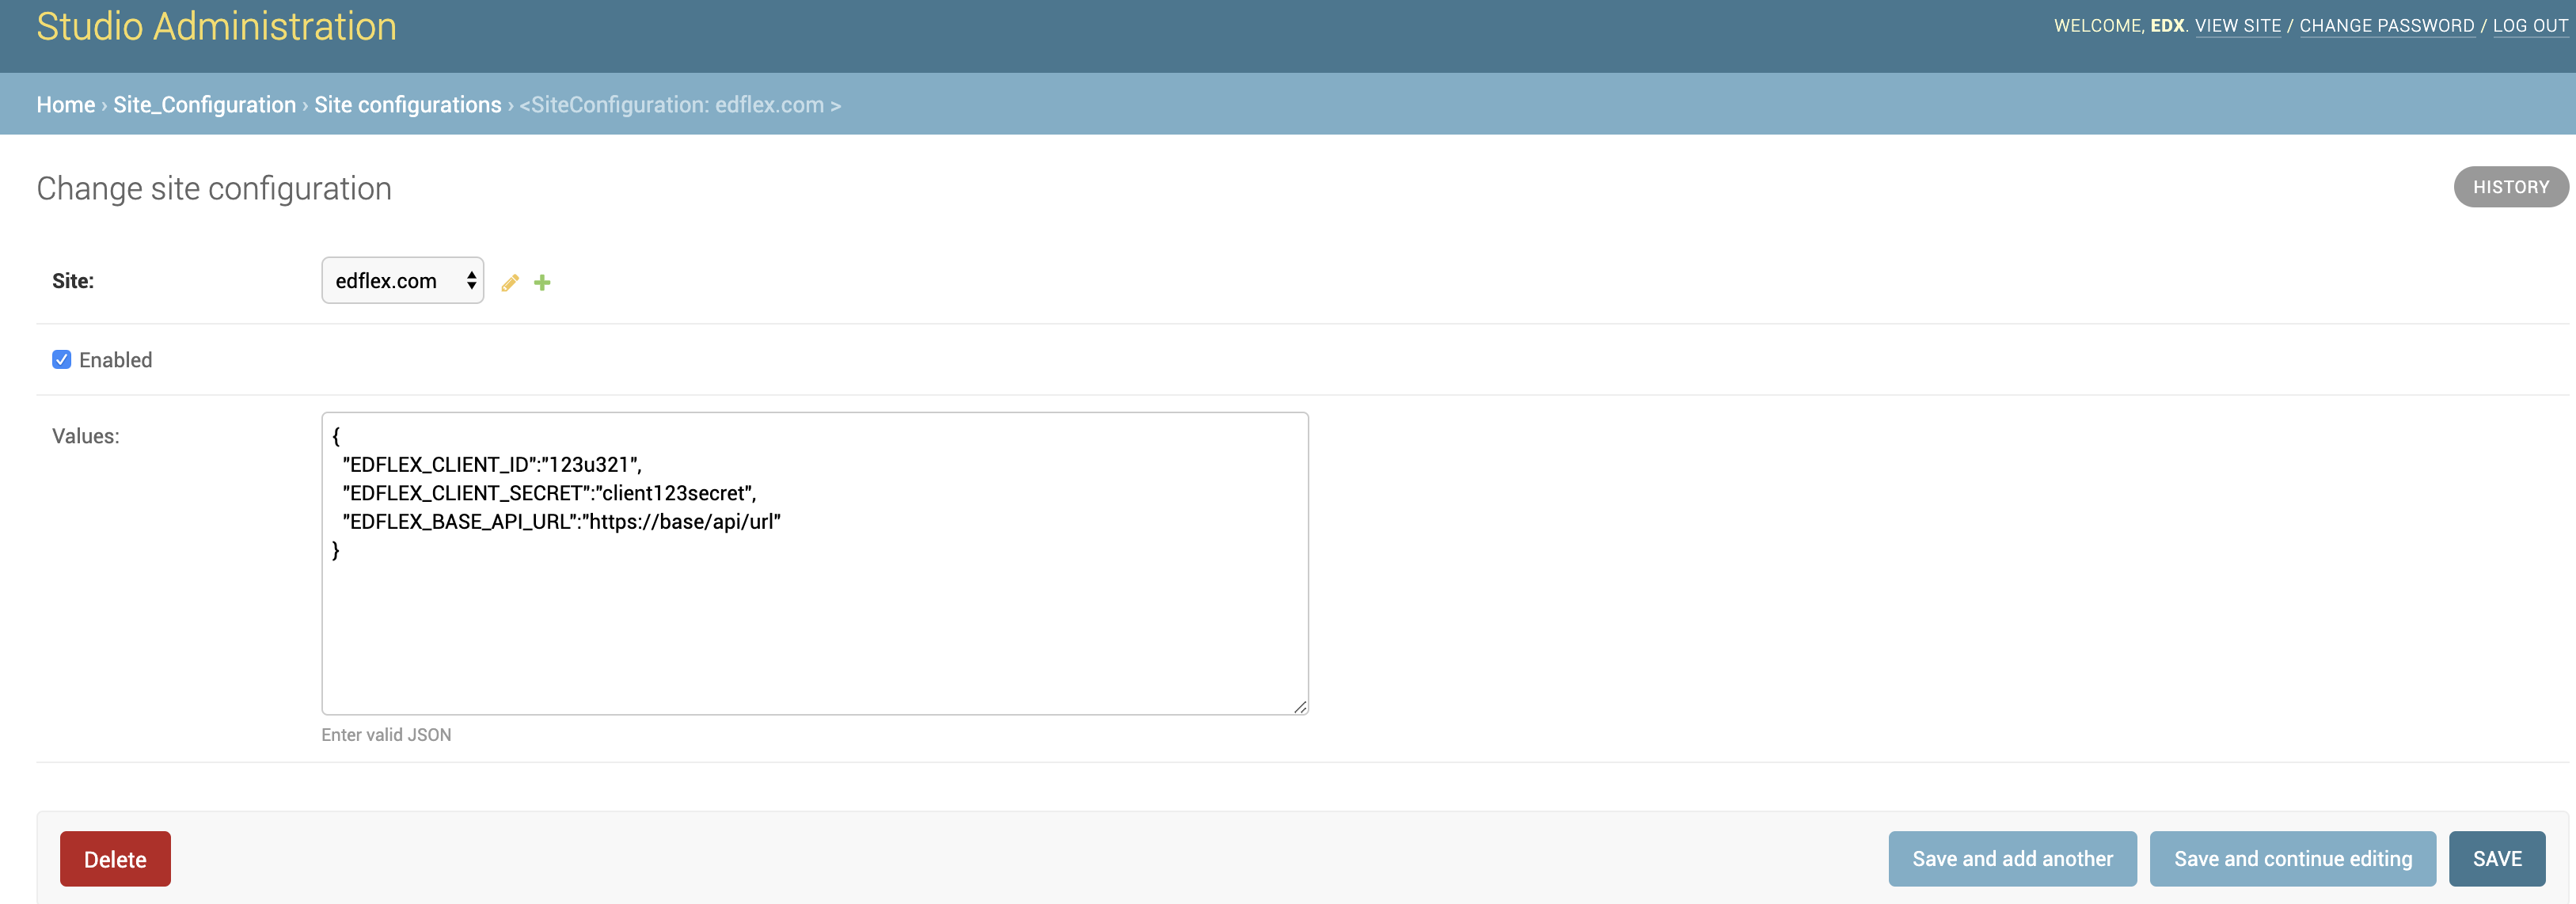 Studio Administration
WELCOME, EDX. VIEW SITE / CHANGE PASSWORD / LOG OUT
Home › Site_Configuration › Site configurations › <SiteConfiguration: edflex.com >
Change site configuration
HISTORY
Site:
edflex.com
Enabled
Values:
{
"EDFLEX_CLIENT_ID":"123u321",
"EDFLEX_CLIENT_SECRET":"client123secret",
"EDFLEX_BASE_API_URL":"https://base/api/url"
}
Enter valid JSON
Delete
Save and add another
Save and continue editing
SAVE